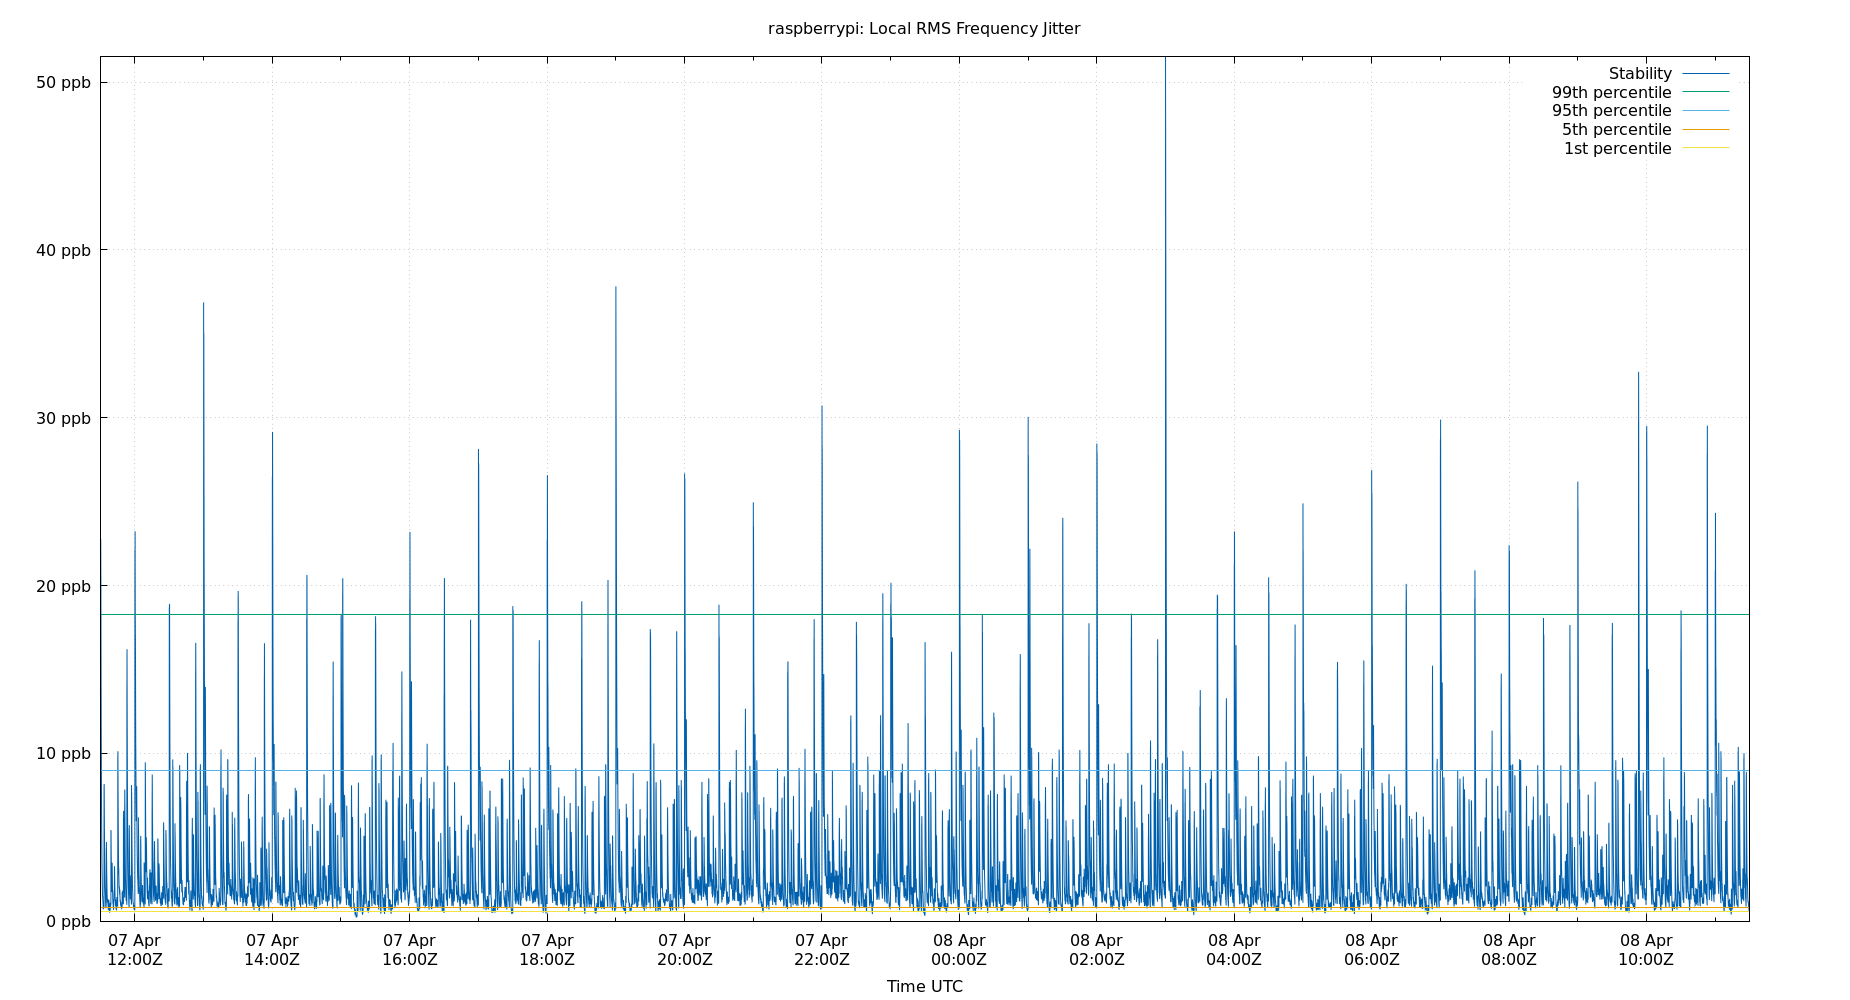 raspberrypi: Local RMS Frequency Jitter
50 ppb
40 ppb
30 ppb
20 ppb
10 ppb
0 ppb
Stability
99th percentile
95th percentile
5th percentile
1st percentile
07 Apr
12:00Z
07 Apr
14:00Z
07 Apr
16:00Z
07 Apr
18:00Z
07 Apr
20:00Z
07 Apr
22:00Z
08 Apr
00:00Z
08 Apr
02:00Z
08 Apr
04:00Z
08 Apr
06:00Z
08 Apr
08:00Z
08 Apr
10:00Z
Time UTC